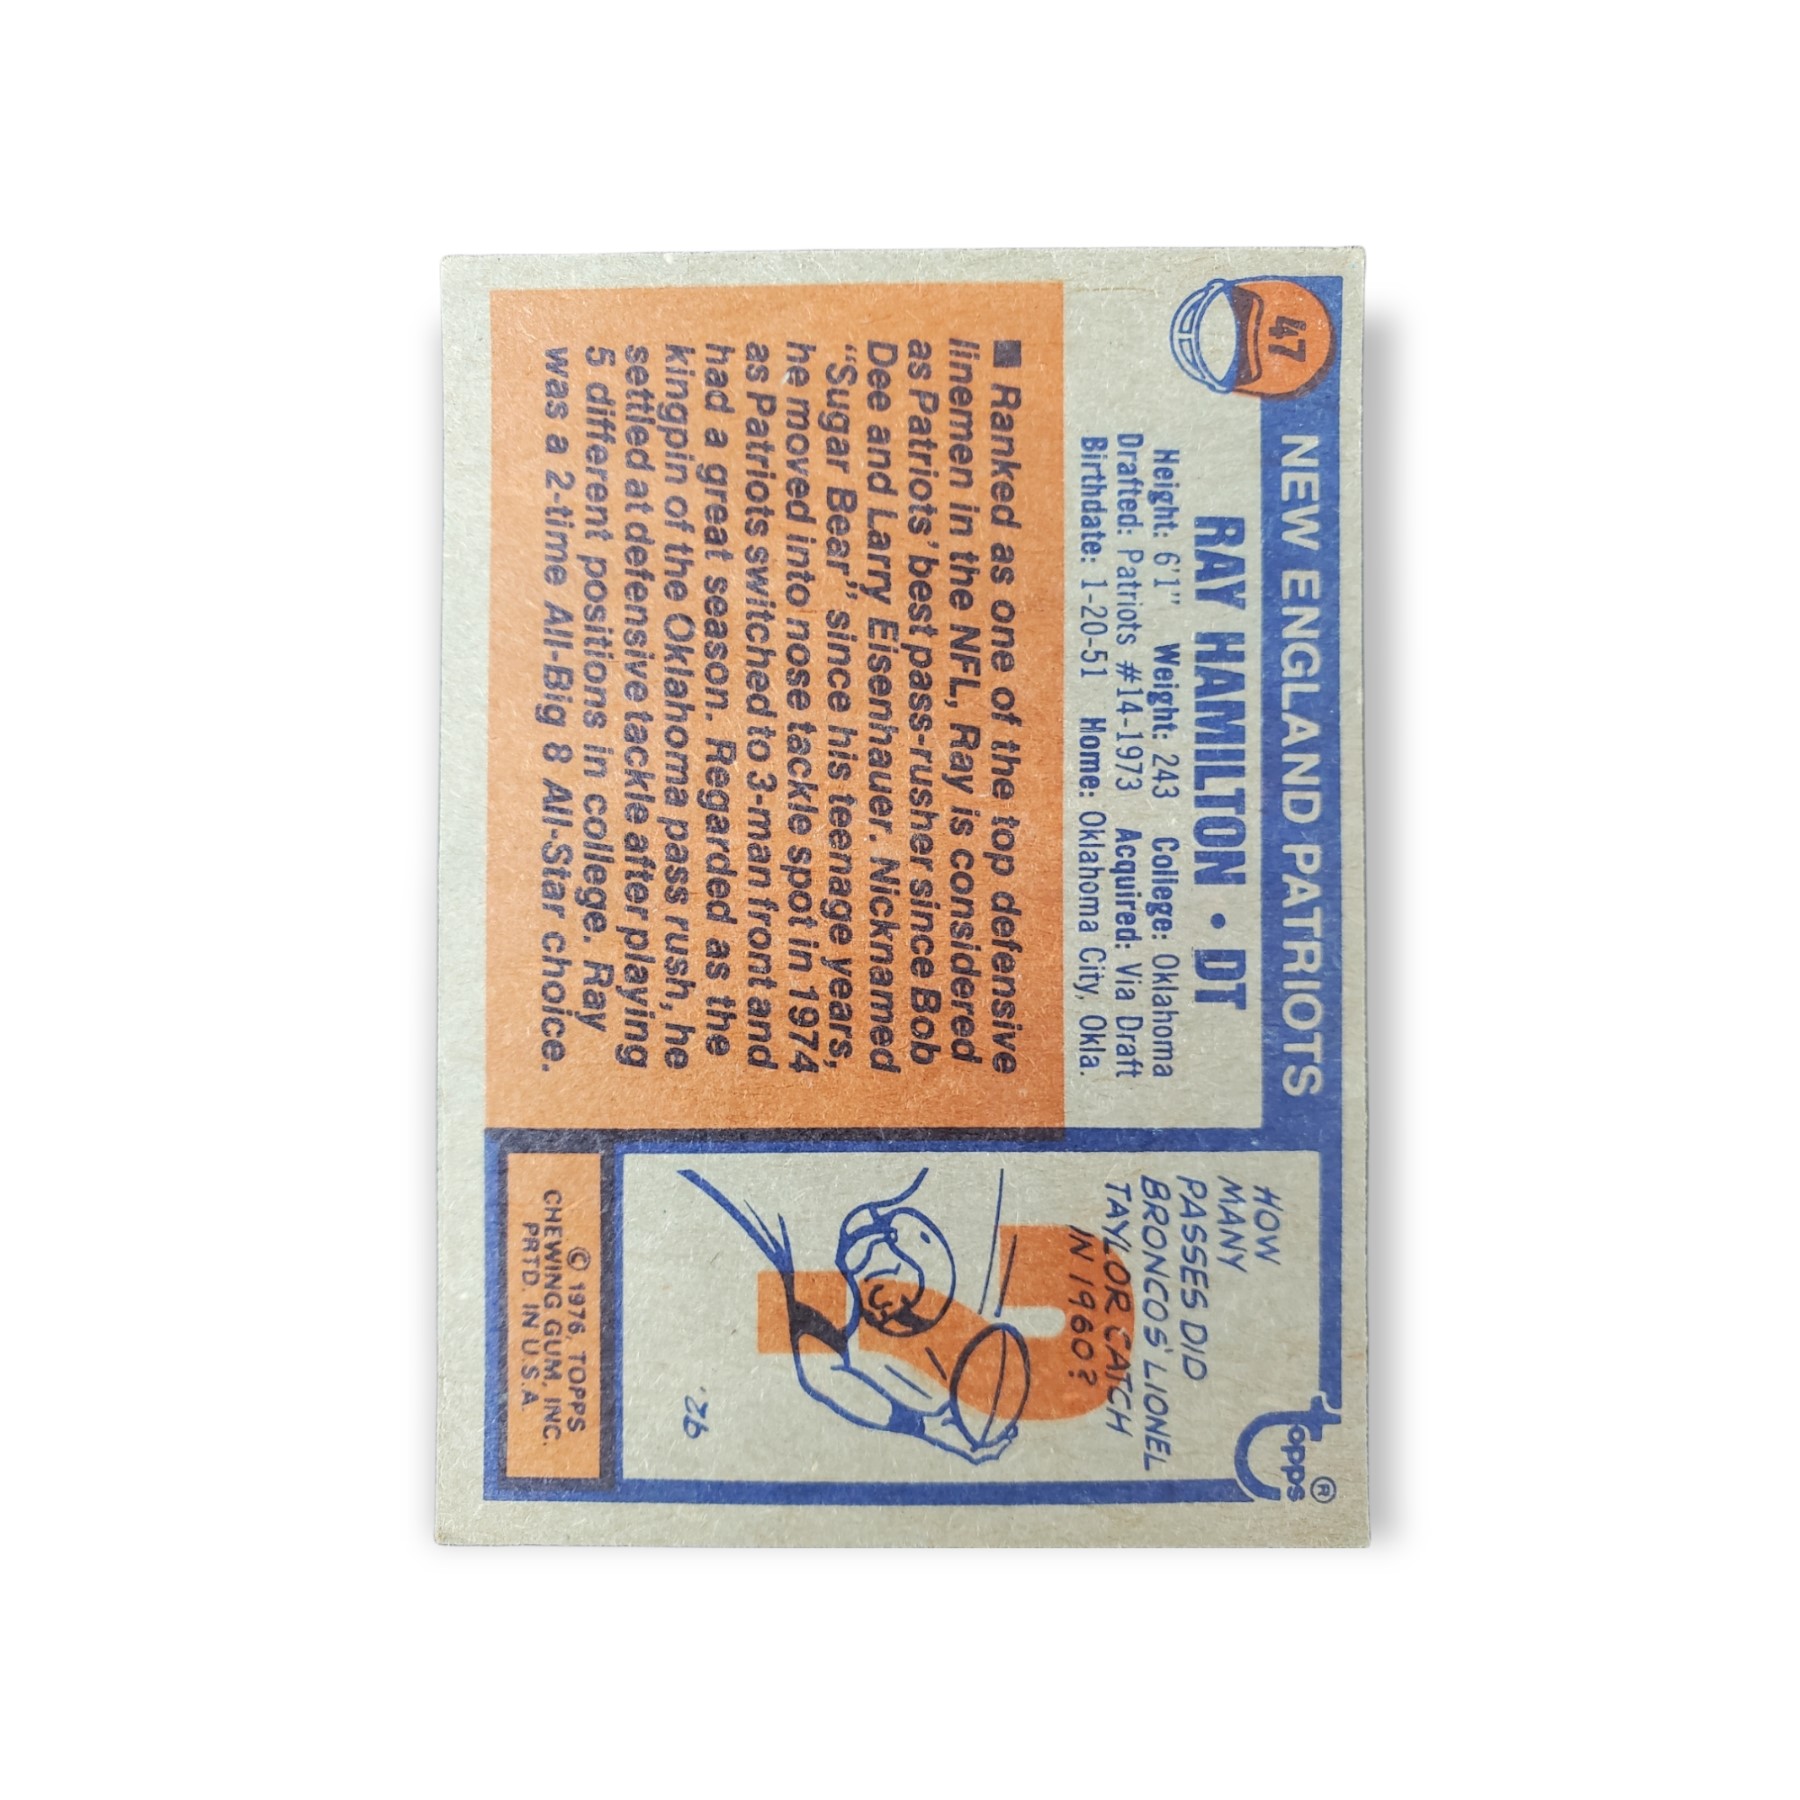 47
NEW ENGLAND PATRIOTS
RAY HAMILTON • DT
Height: 6'1" Weight: 243 College: Oklahoma
Drafted: Patriots #14-1973 Acquired: Via Draft
Birthdate: 1-20-51 Home: Oklahoma City, Okla.
■ Ranked as one of the top defensive
linemen in the NFL, Ray is considered
as Patriots' best pass-rusher since Bob
Dee and Larry Eisenhauer. Nicknamed
"Sugar Bear" since his teenage years,
he moved into nose tackle spot in 1974
as Patriots switched to 3-man front and
had a great season. Regarded as the
kingpin of the Oklahoma pass rush, he
settled at defensive tackle after playing
5 different positions in college. Ray
was a 2-time All-Big 8 All-Star choice.
topps®
HOW
MANY
PASSES DID
BRONCOS' LIONEL
TAYLOR CATCH
IN 1960?
© 1976, TOPPS
CHEWING GUM, INC.
PRTD. IN U.S.A.